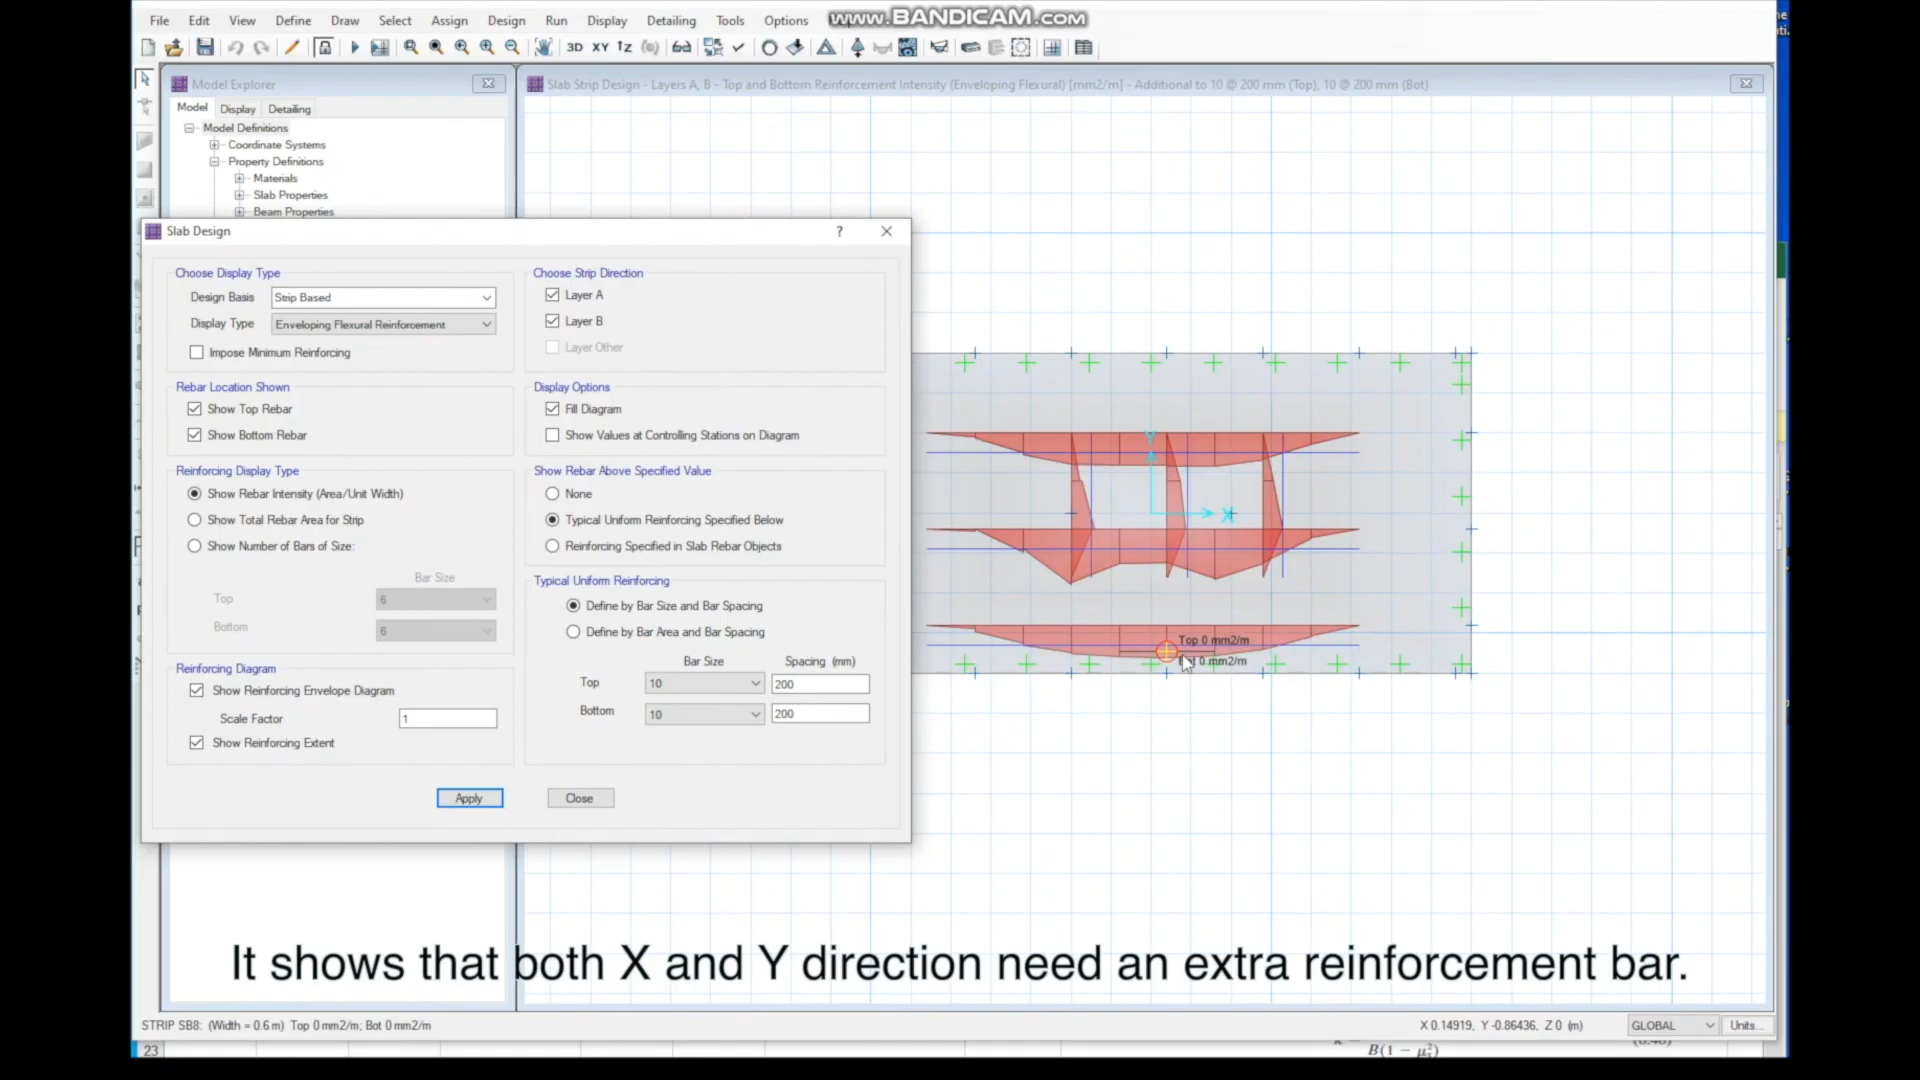 File Edit View Define Draw Select Assign Design Run Display Detailing Tools Options
www.BANDICAM.com
3D XY
Model Explorer
Slab Strip Design - Layers A, B - Top and Bottom Reinforcement Intensity (Enveloping Flexural) [mm2/m] - Additional to 10 @ 200 mm (Top), 10 @ 200 mm (Bot)
Model Display Detailing
Model Definitions
Coordinate Systems
Property Definitions
Materials
Slab Properties
Beam Properties
Slab Design
?
Choose Display Type
Design Basis Strip Based
Display Type Enveloping Flexural Reinforcement
Impose Minimum Reinforcing
Rebar Location Shown
Show Top Rebar
Show Bottom Rebar
Reinforcing Display Type
Show Rebar Intensity (Area/Unit Width)
Show Total Rebar Area for Strip
Show Number of Bars of Size:
Bar Size
Top 6
Bottom 6
Reinforcing Diagram
Show Reinforcing Envelope Diagram
Scale Factor 1
Show Reinforcing Extent
Choose Strip Direction
Layer A
Layer B
Layer Other
Display Options
Fill Diagram
Show Values at Controlling Stations on Diagram
Show Rebar Above Specified Value
None
Typical Uniform Reinforcing Specified Below
Reinforcing Specified in Slab Rebar Objects
Typical Uniform Reinforcing
Define by Bar Size and Bar Spacing
Define by Bar Area and Bar Spacing
Bar Size Spacing (mm)
Top 10 200
Bottom 10 200
Apply Close
Y
X
Top 0 mm2/m
0 mm2/m
It shows that both X and Y direction need an extra reinforcement bar.
STRIP SB8: (Width = 0.6 m) Top 0 mm2/m; Bot 0 mm2/m
X 0.14919, Y -0.86436, Z 0 (m)
GLOBAL
Units...
23